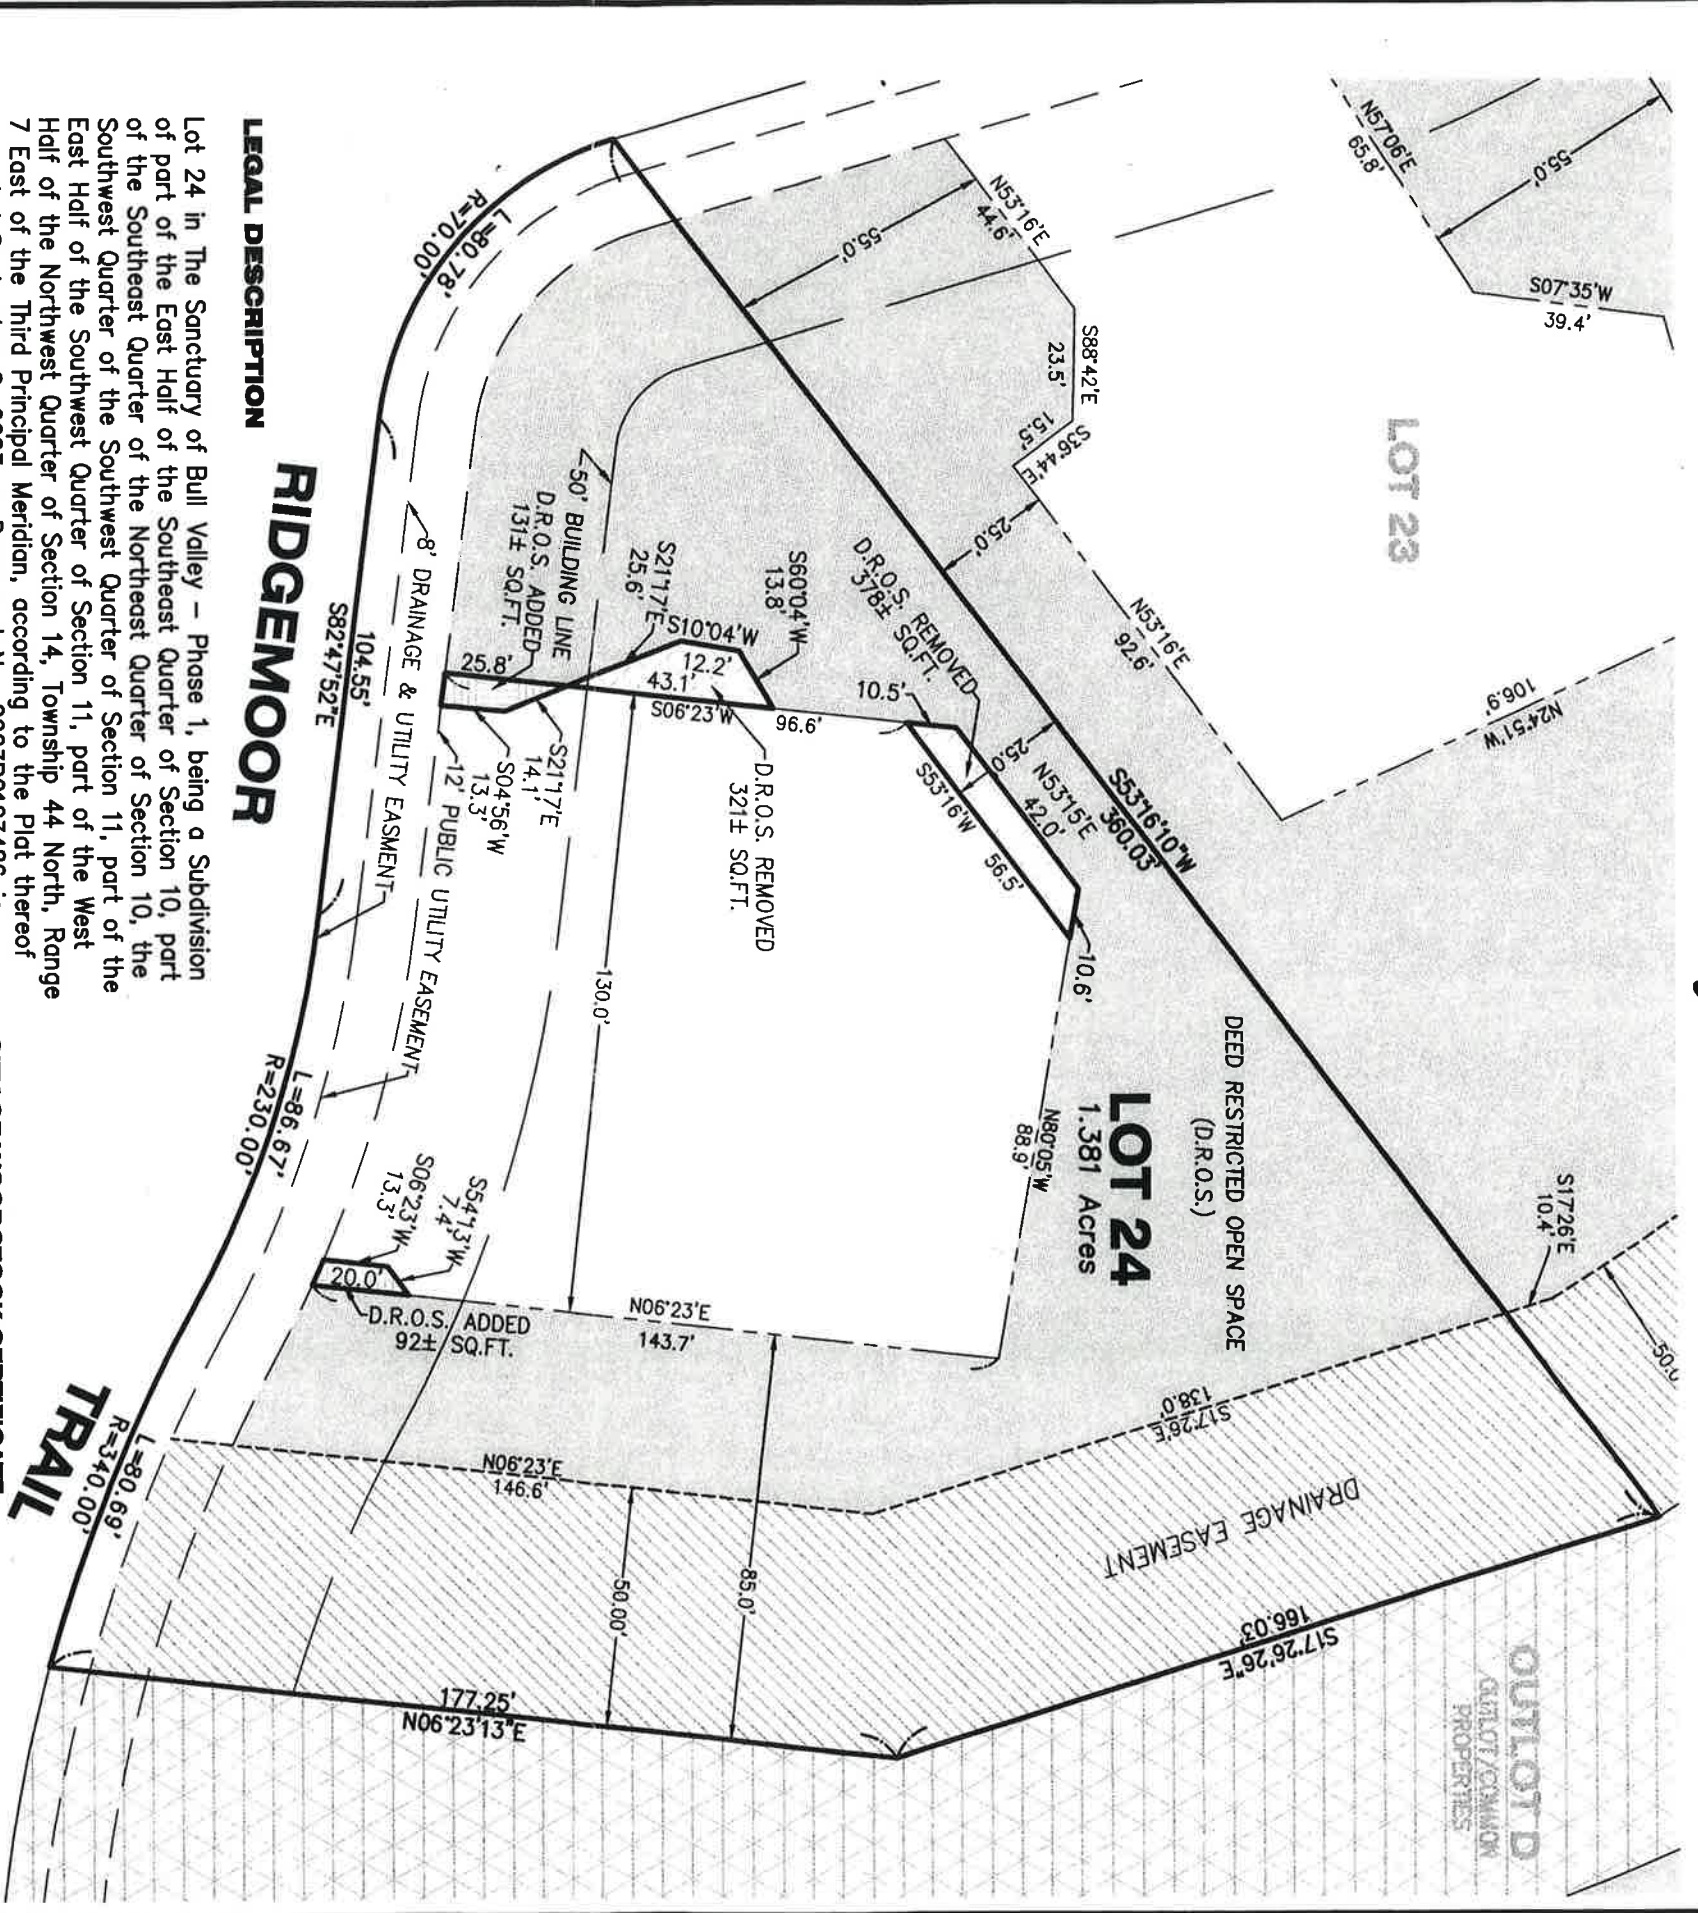 LOT 23
N57°06'E
65.8'
55.0'
S07°35'W
39.4'
N53°16'E
44.6'
55.0'
S88°42'E
23.5'
S36°44'E
15.5'
25.0'
N53°16'E
92.6'
106.9'
N24°51'W
R=70.00'
L=80.78'
S53°16'10"W
360.03'
50' BUILDING LINE
D.R.O.S. ADDED
131± SQ.FT.
S21°17'E
25.6'
S10°04'W
12.2'
S60°04'W
13.8'
D.R.O.S. REMOVED
378± SQ.FT.
10.5'
25.0'
N53°15'E
42.0'
S53°16'W
56.5'
10.6'
25.8'
43.1'
S06°23'W
96.6'
D.R.O.S. REMOVED
321± SQ.FT.
S21°17'E
14.1'
S04°56'W
13.3'
12' PUBLIC UTILITY EASEMENT
8' DRAINAGE & UTILITY EASMENT
104.55'
S82°47'52"E
RIDGEMOOR
TRAIL
130.0'
N80°05'W
88.9'
LOT 24
1.381 Acres
DEED RESTRICTED OPEN SPACE
(D.R.O.S.)
S17°26'E
10.4'
138.0'
S17°26'E
L=86.67'
R=230.00'
S54°13'W
7.4'
S06°23'W
13.3'
20.0'
D.R.O.S. ADDED
92± SQ.FT.
N06°23'E
143.7'
N06°23'E
146.6'
50.00'
85.0'
DRAINAGE EASEMENT
166.03'
S17°26'26"E
177.25'
N06°23'13"E
L=80.69'
R=340.00'
OUTLOT D
OUTLOT/COMMON
PROPERTIES
LEGAL DESCRIPTION
Lot 24 in The Sanctuary of Bull Valley – Phase 1, being a Subdivision
of part of the East Half of the Southeast Quarter of Section 10, part
of the Southeast Quarter of the Northeast Quarter of Section 10, the
Southwest Quarter of the Southwest Quarter of Section 11, part of the
East Half of the Southwest Quarter of Section 11, part of the West
Half of the Northwest Quarter of Section 14, Township 44 North, Range
7 East of the Third Principal Meridian, according to the Plat thereof